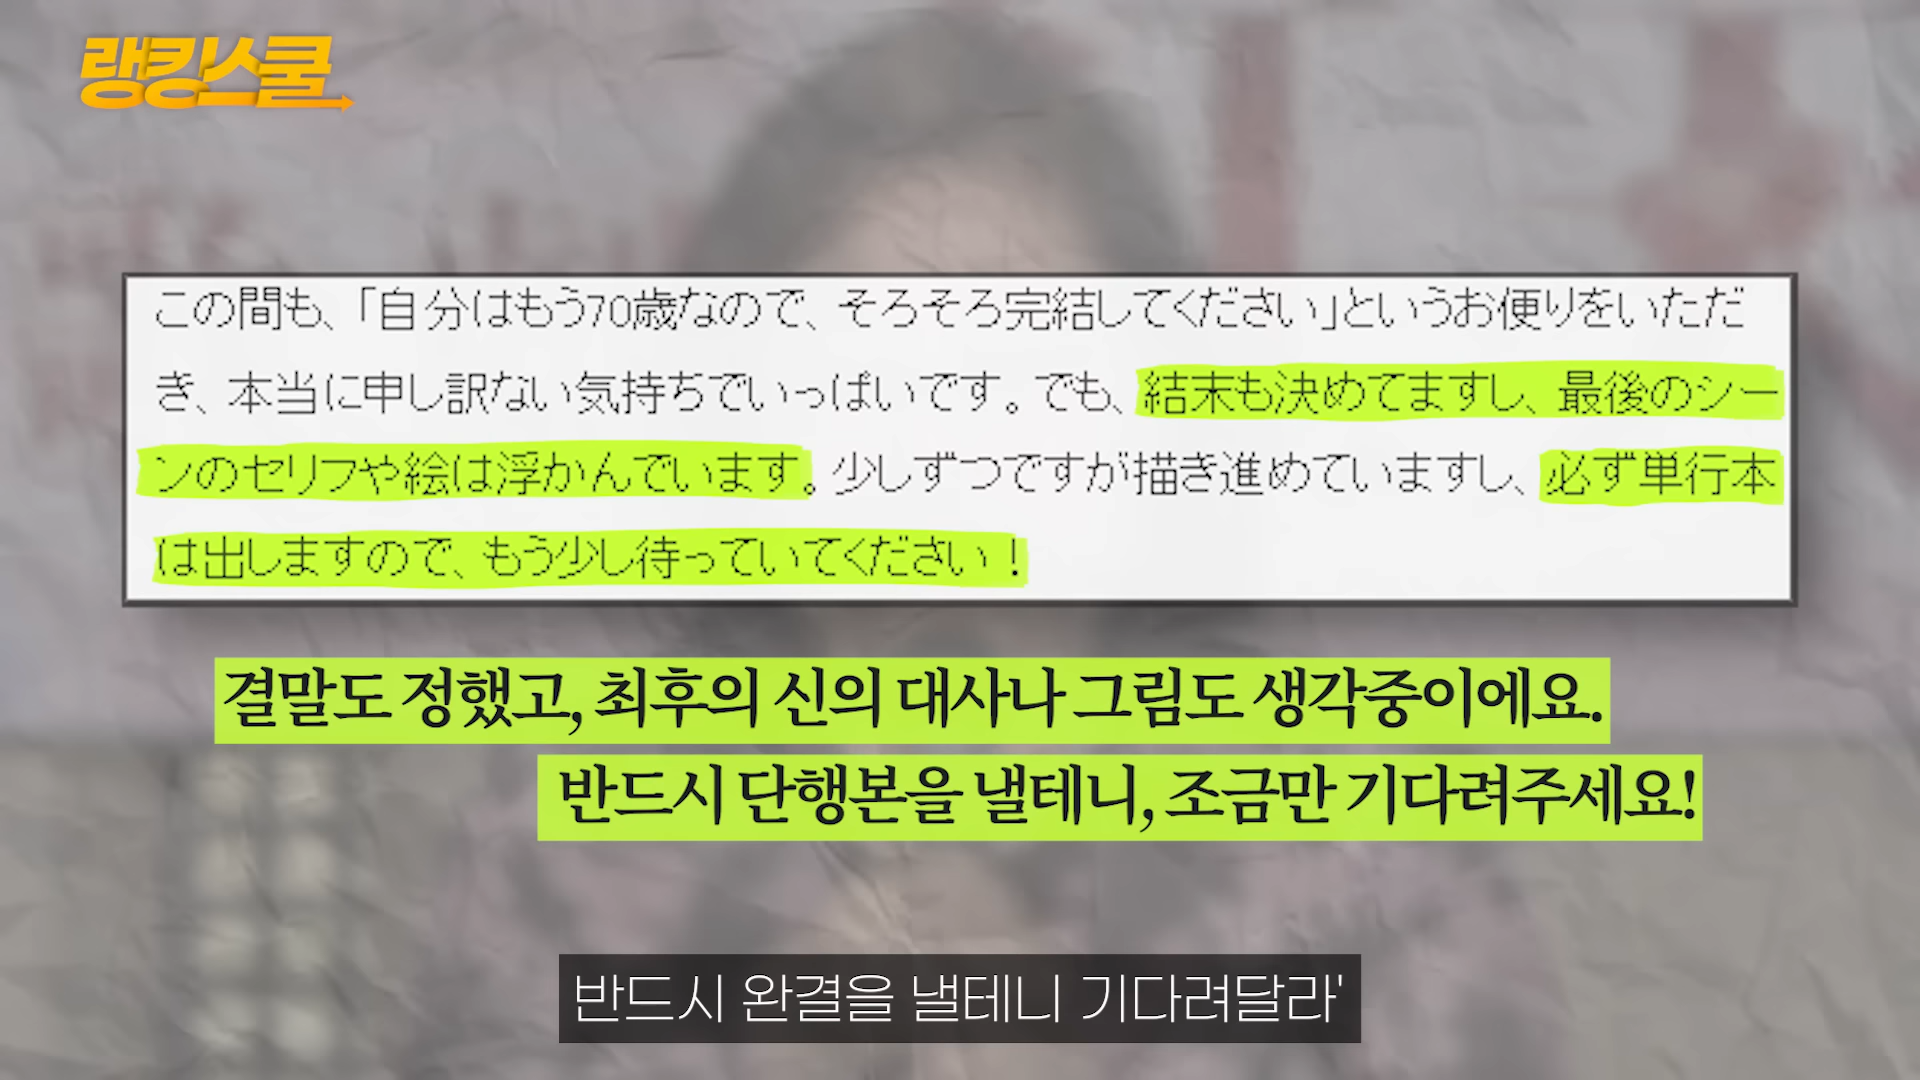 랭킹스쿨
この間も、「自分はもう70歳なので、そろそろ完結してください」というお便りをいただ
き、本当に申し訳ない気持ちでいっぱいです。でも、結末も決めてますし、最後のシー
ンのセリフや絵は浮かんでいます。少しずつですが描き進めていますし、必ず単行本
は出しますので、もう少し待っていてください！
결말도 정했고, 최후의 신의 대사나 그림도 생각중이에요.
반드시 단행본을 낼테니, 조금만 기다려주세요!
반드시 완결을 낼테니 기다려달라'